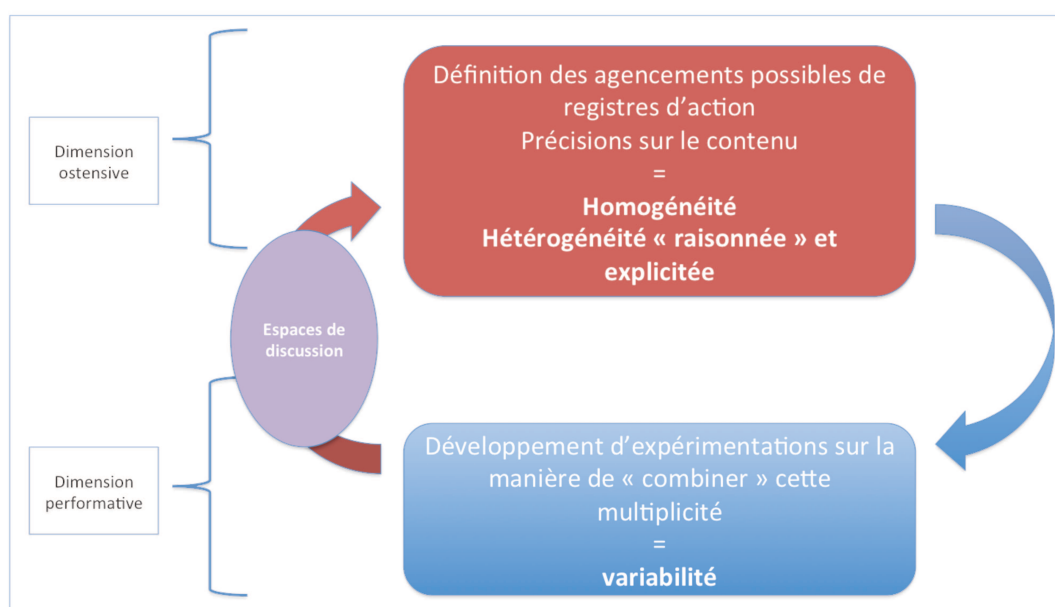 Dimension
ostensive
Définition des agencements possibles de
registres d’action
Précisions sur le contenu
=
Homogénéité
Hétérogénéité « raisonnée » et
explicitée
Espaces de
discussion
Dimension
performative
Développement d’expérimentations sur la
manière de « combiner » cette
multiplicité
=
variabilité